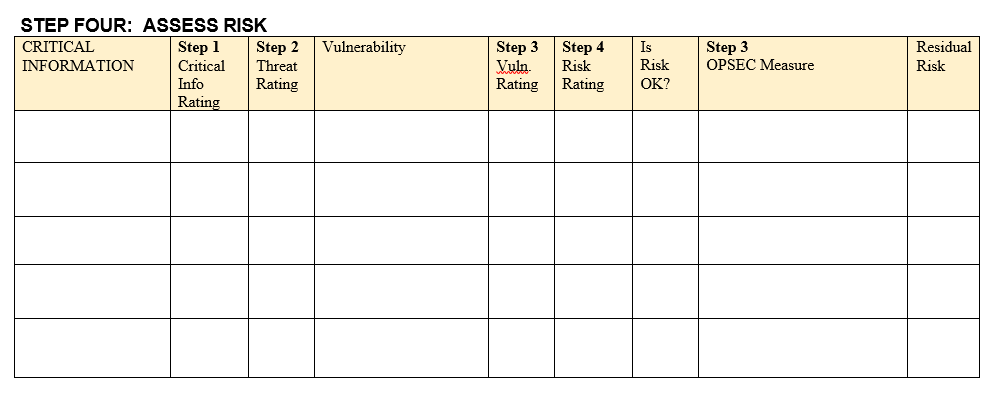 STEP FOUR: ASSESS RISK
CRITICAL
INFORMATION
Step 1
Critical
Info
Rating
Step 2
Threat
Rating
Vulnerability
Step 3
Vuln.
Rating
Step 4
Risk
Rating
Is
Risk
OK?
Step 3
OPSEC Measure
Residual
Risk